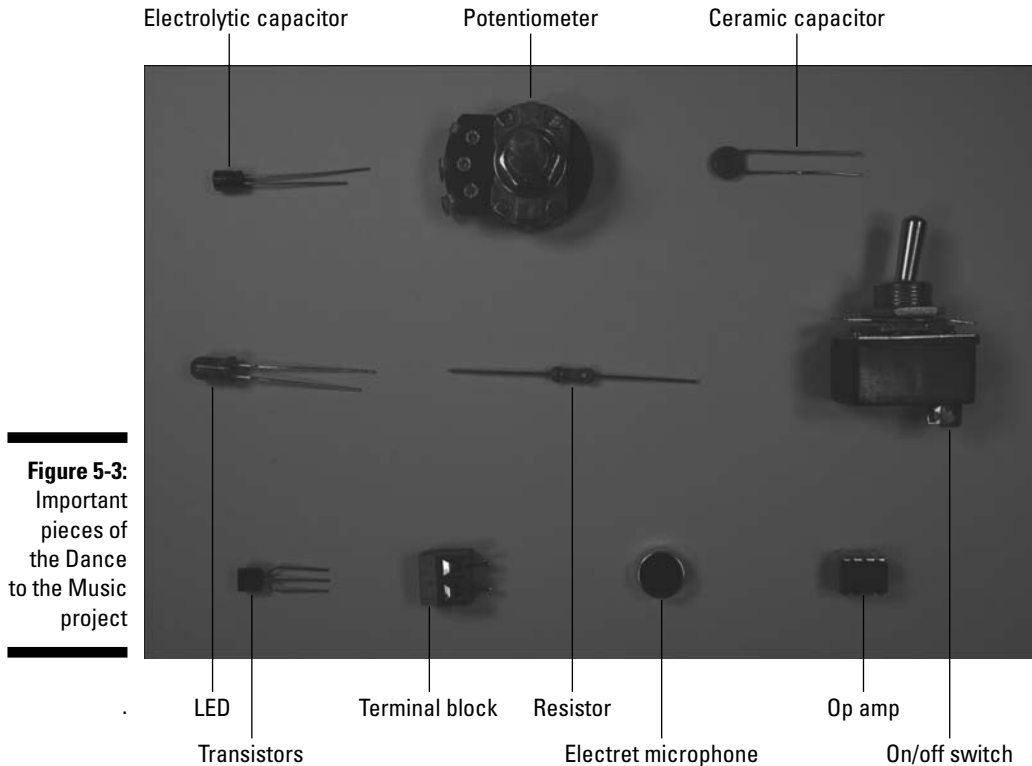 Electrolytic capacitor
Potentiometer
Ceramic capacitor
Figure 5-3:
Important
pieces of
the Dance
to the Music
project
.
LED
Terminal block
Resistor
Op amp
Transistors
Electret microphone
On/off switch